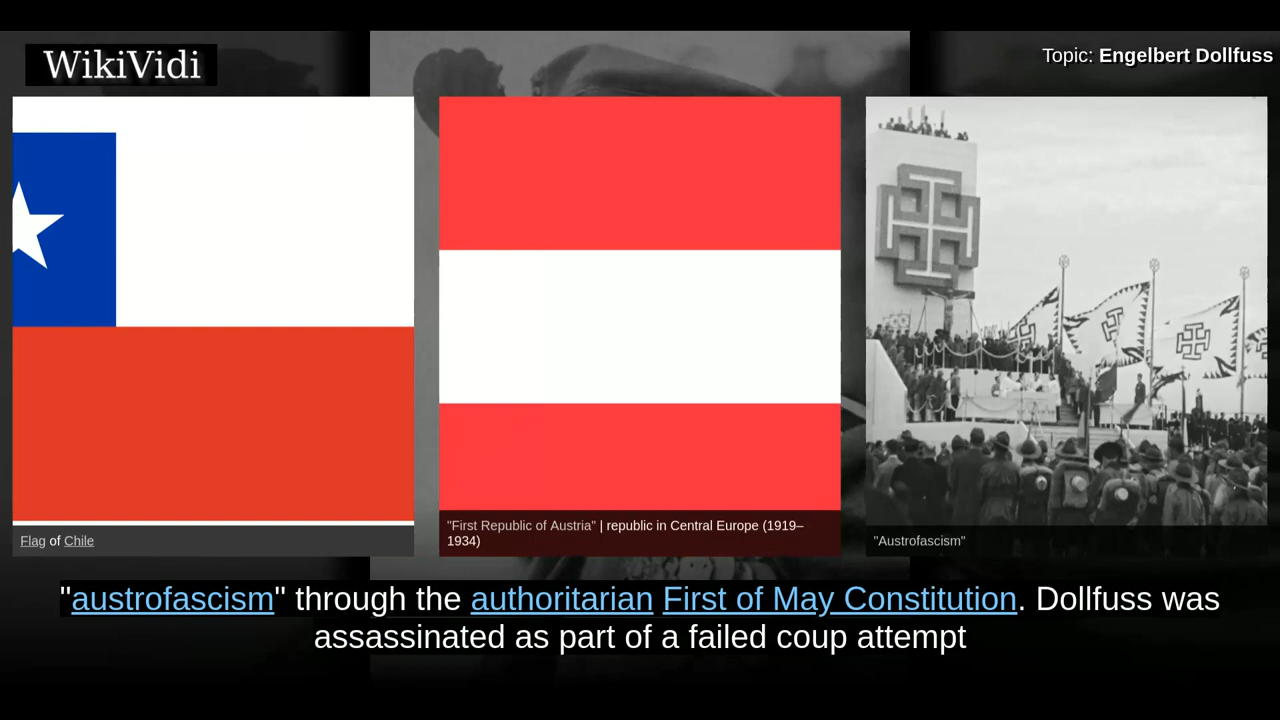 WikiVidi
Topic: Engelbert Dollfuss
Flag of Chile
"First Republic of Austria" | republic in Central Europe (1919–
1934)
"Austrofascism"
"austrofascism" through the authoritarian First of May Constitution. Dollfuss was
assassinated as part of a failed coup attempt